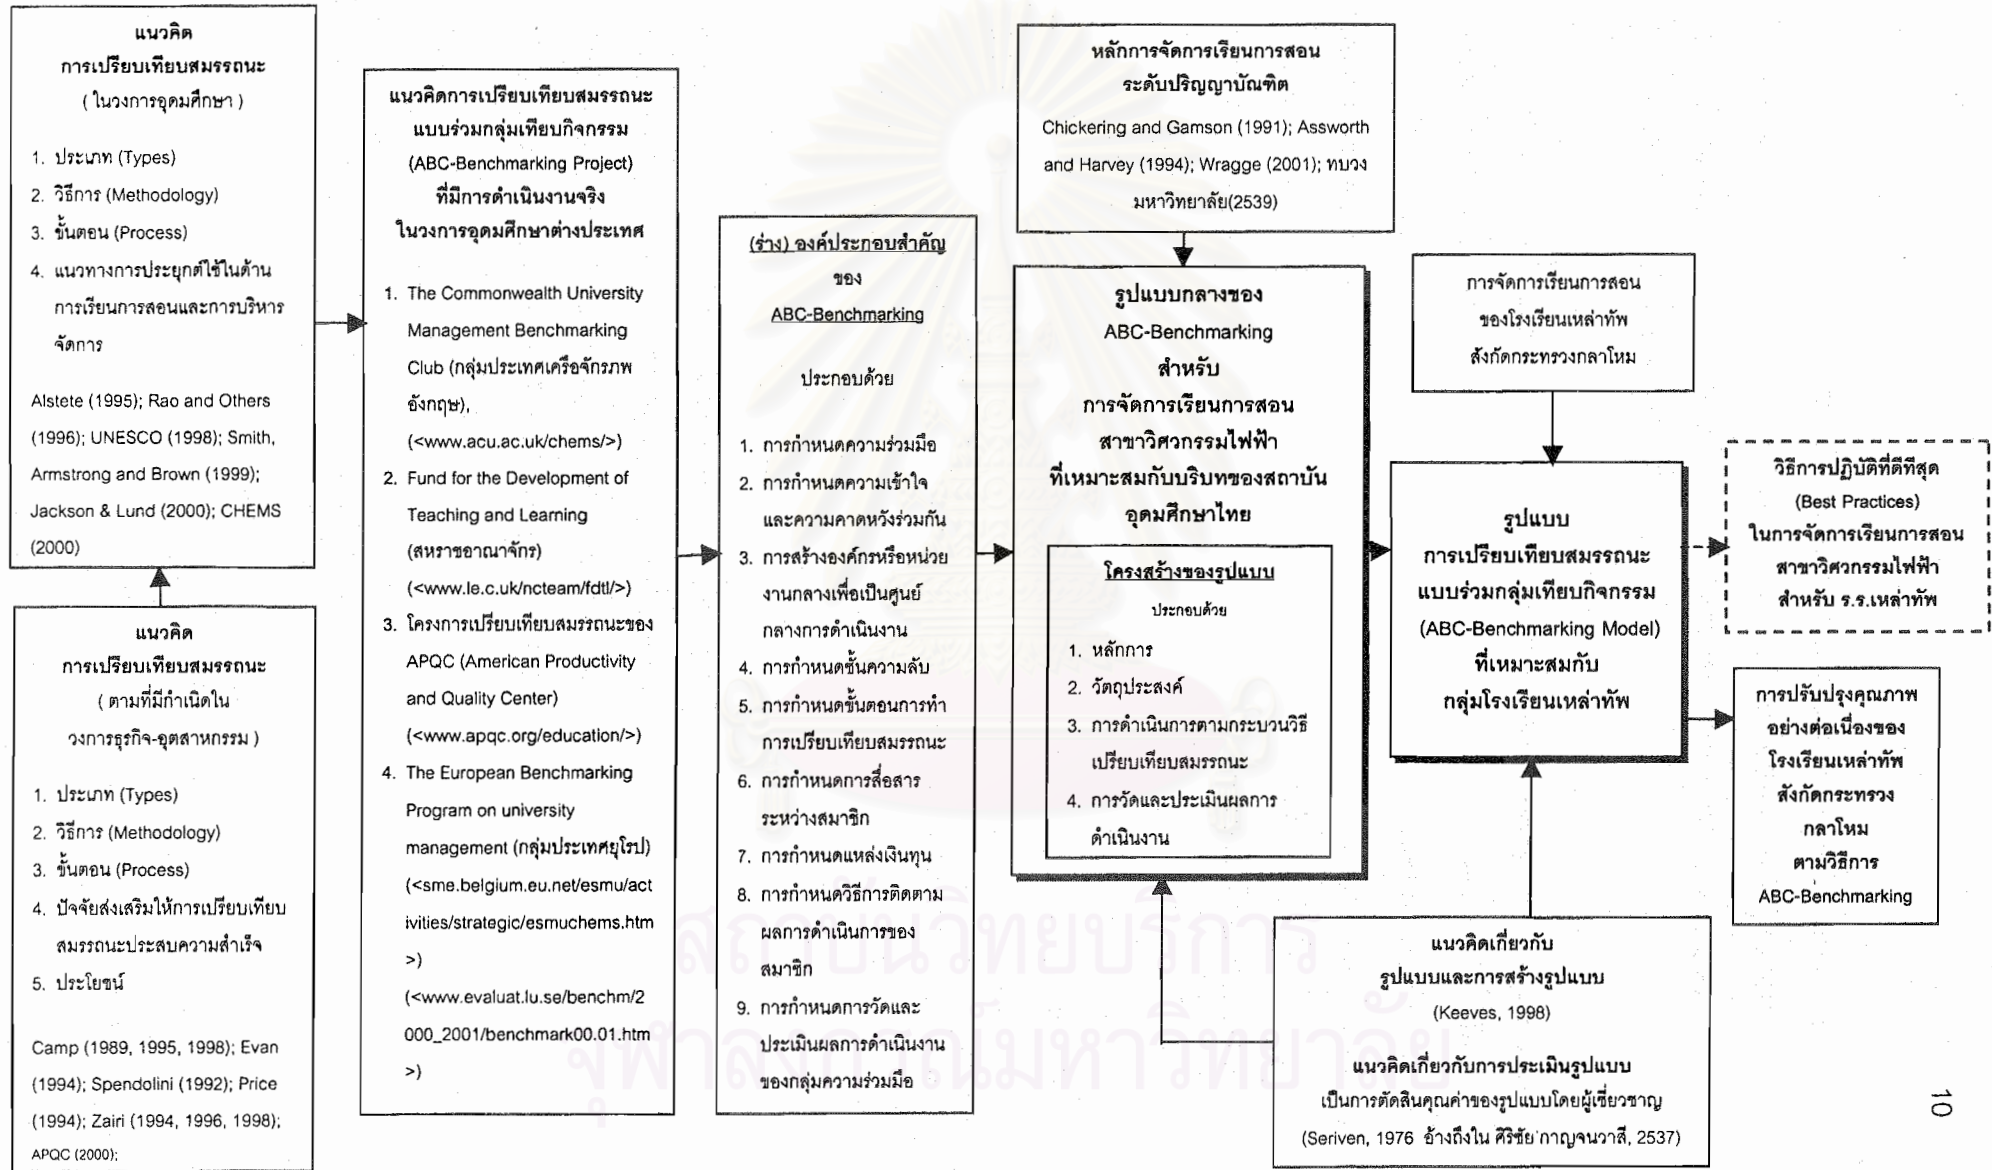 แนวคิด
การเปรียบเทียบสมรรถนะ
( ในวงการอุดมศึกษา )
1. ประเภท (Types)
2. วิธีการ (Methodology)
3. ขั้นตอน (Process)
4. แนวทางการประยุกต์ใช้ในด้าน
การเรียนการสอนและการบริหาร
จัดการ
Alstete (1995); Rao and Others
(1996); UNESCO (1998); Smith,
Armstrong and Brown (1999);
Jackson & Lund (2000); CHEMS
(2000)
แนวคิด
การเปรียบเทียบสมรรถนะ
( ตามที่มีกำเนิดใน
วงการธุรกิจ-อุตสาหกรรม )
1. ประเภท (Types)
2. วิธีการ (Methodology)
3. ขั้นตอน (Process)
4. ปัจจัยส่งเสริมให้การเปรียบเทียบ
สมรรถนะประสบความสำเร็จ
5. ประโยชน์
Camp (1989, 1995, 1998); Evan
(1994); Spendolini (1992); Price
(1994); Zairi (1994, 1996, 1998);
APQC (2000);
แนวคิดการเปรียบเทียบสมรรถนะ
แบบร่วมกลุ่มเทียบกิจกรรม
(ABC-Benchmarking Project)
ที่มีการดำเนินงานจริง
ในวงการอุดมศึกษาต่างประเทศ
1. The Commonwealth University
Management Benchmarking
Club (กลุ่มประเทศเครือจักรภพ
อังกฤษ),
(<www.acu.ac.uk/chems/>)
2. Fund for the Development of
Teaching and Learning
(สหราชอาณาจักร)
(<www.le.c.uk/ncteam/fdtl/>)
3. โครงการเปรียบเทียบสมรรถนะของ
APQC (American Productivity
and Quality Center)
(<www.apqc.org/education/>)
4. The European Benchmarking
Program on university
management (กลุ่มประเทศยุโรป)
(<sme.belgium.eu.net/esmu/act
ivities/strategic/esmuchems.htm
>)
(<www.evaluat.lu.se/benchm/2
000_2001/benchmark00.01.htm
>)
(ร่าง) องค์ประกอบสำคัญ
ของ
ABC-Benchmarking
ประกอบด้วย
1. การกำหนดความร่วมมือ
2. การกำหนดความเข้าใจ
และความคาดหวังร่วมกัน
3. การสร้างองค์กรหรือหน่วย
งานกลางเพื่อเป็นศูนย์
กลางการดำเนินงาน
4. การกำหนดชั้นความลับ
5. การกำหนดขั้นตอนการทำ
การเปรียบเทียบสมรรถนะ
6. การกำหนดการสื่อสาร
ระหว่างสมาชิก
7. การกำหนดแหล่งเงินทุน
8. การกำหนดวิธีการติดตาม
ผลการดำเนินการของ
สมาชิก
9. การกำหนดการวัดและ
ประเมินผลการดำเนินงาน
ของกลุ่มความร่วมมือ
หลักการจัดการเรียนการสอน
ระดับปริญญาบัณฑิต
Chickering and Gamson (1991); Assworth
and Harvey (1994); Wragge (2001); ทบวง
มหาวิทยาลัย(2539)
รูปแบบกลางของ
ABC-Benchmarking
สำหรับ
การจัดการเรียนการสอน
สาขาวิศวกรรมไฟฟ้า
ที่เหมาะสมกับบริบทของสถาบัน
อุดมศึกษาไทย
โครงสร้างของรูปแบบ
ประกอบด้วย
1. หลักการ
2. วัตถุประสงค์
3. การดำเนินการตามกระบวนวิธี
เปรียบเทียบสมรรถนะ
4. การวัดและประเมินผลการ
ดำเนินงาน
การจัดการเรียนการสอน
ของโรงเรียนเหล่าทัพ
สังกัดกระทรวงกลาโหม
รูปแบบ
การเปรียบเทียบสมรรถนะ
แบบร่วมกลุ่มเทียบกิจกรรม
(ABC-Benchmarking Model)
ที่เหมาะสมกับ
กลุ่มโรงเรียนเหล่าทัพ
วิธีการปฏิบัติที่ดีที่สุด
(Best Practices)
ในการจัดการเรียนการสอน
สาขาวิศวกรรมไฟฟ้า
สำหรับ ร.ร.เหล่าทัพ
การปรับปรุงคุณภาพ
อย่างต่อเนื่องของ
โรงเรียนเหล่าทัพ
สังกัดกระทรวง
กลาโหม
ตามวิธีการ
ABC-Benchmarking
แนวคิดเกี่ยวกับ
รูปแบบและการสร้างรูปแบบ
(Keeves, 1998)
แนวคิดเกี่ยวกับการประเมินรูปแบบ
เป็นการตัดสินคุณค่าของรูปแบบโดยผู้เชี่ยวชาญ
(Seriven, 1976 อ้างถึงใน ศิริชัย กาญจนวาสี, 2537)
สถาบันวิทยบริการ
จุฬาลงกรณ์มหาวิทยาลัย
10